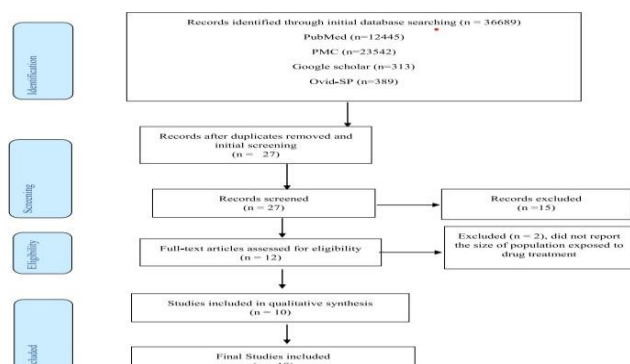 Records identified through initial database searching (n = 36689)
PubMed (n=12445)
PMC (n=23542)
Google scholar (n=313)
Ovid-SP (n=389)
Identification
Records after duplicates removed and
initial screening
(n = 27)
Screening
Records screened
(n = 27)
Records excluded
(n =15)
Eligibility
Full-text articles assessed for eligibility
(n = 12)
Excluded (n = 2), did not report
the size of population exposed to
drug treatment
Studies included in qualitative synthesis
(n = 10)
Final Studies included